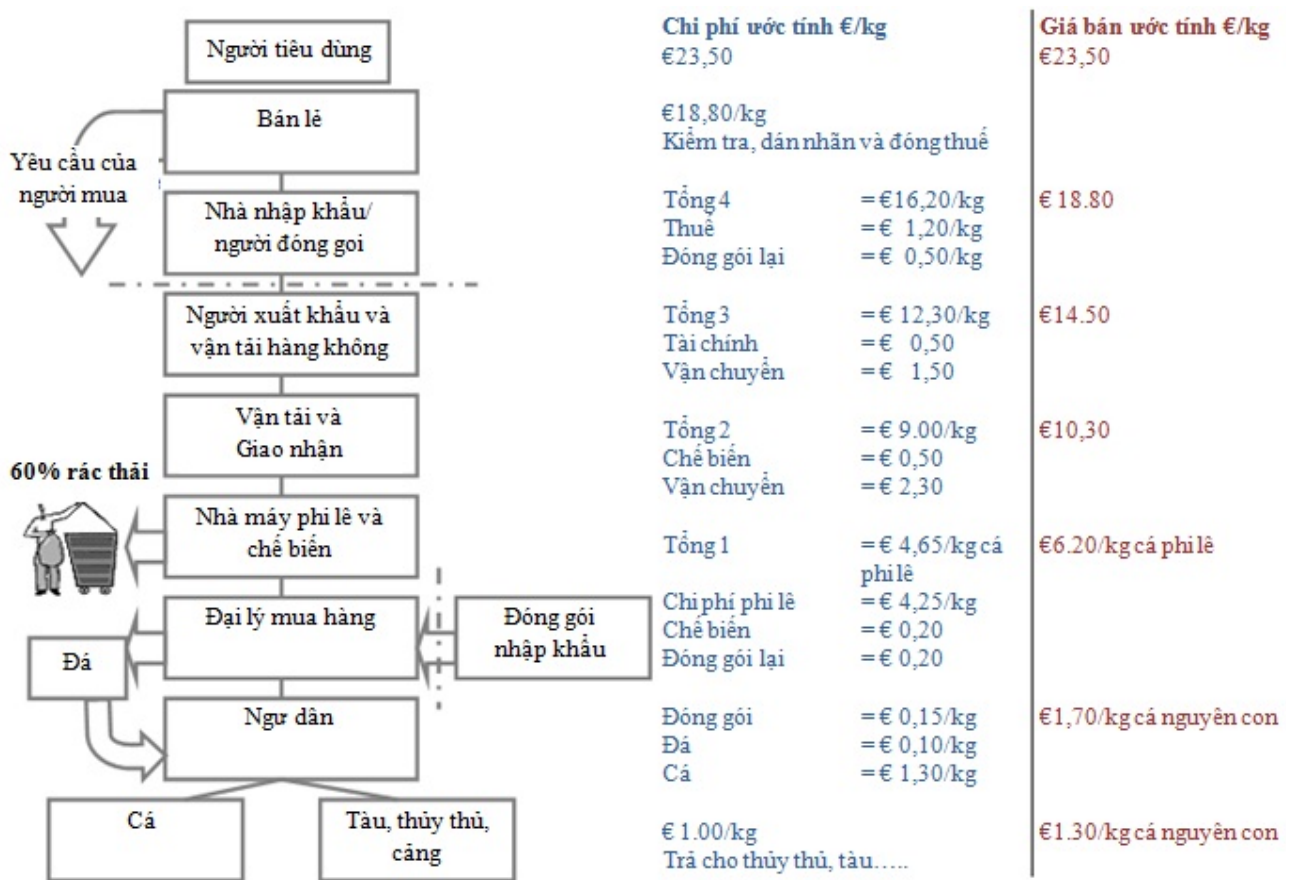 Người tiêu dùng
Bán lẻ
Yêu cầu của
người mua
Nhà nhập khẩu/
người đóng goi
Người xuất khẩu và
vận tải hàng không
Vận tải và
Giao nhận
60% rác thải
Nhà máy phi lê và
chế biến
Đại lý mua hàng
Đóng gói
nhập khẩu
Đá
Ngư dân
Cá
Tàu, thủy thủ,
cảng
Chi phí ước tính €/kg
€23,50
€18,80/kg
Kiểm tra, dán nhãn và đóng thuế
Tổng 4 =€16,20/kg
Thuế =€ 1,20/kg
Đóng gói lại =€ 0,50/kg
Tổng 3 =€ 12,30/kg
Tài chính =€ 0,50
Vận chuyển =€ 1,50
Tổng 2 =€ 9.00/kg
Chế biến =€ 0,50
Vận chuyển =€ 2,30
Tổng 1 =€ 4,65/kg cá
phi lê
Chi phí phi lê =€ 4,25/kg
Chế biến =€ 0,20
Đóng gói lại =€ 0,20
Đóng gói =€ 0,15/kg
Đá =€ 0,10/kg
Cá =€ 1,30/kg
€ 1.00/kg
Trả cho thủy thủ, tàu…..
Giá bán ước tính €/kg
€23,50
€ 18.80
€14.50
€10,30
€6.20/kg cá phi lê
€1,70/kg cá nguyên con
€1.30/kg cá nguyên con